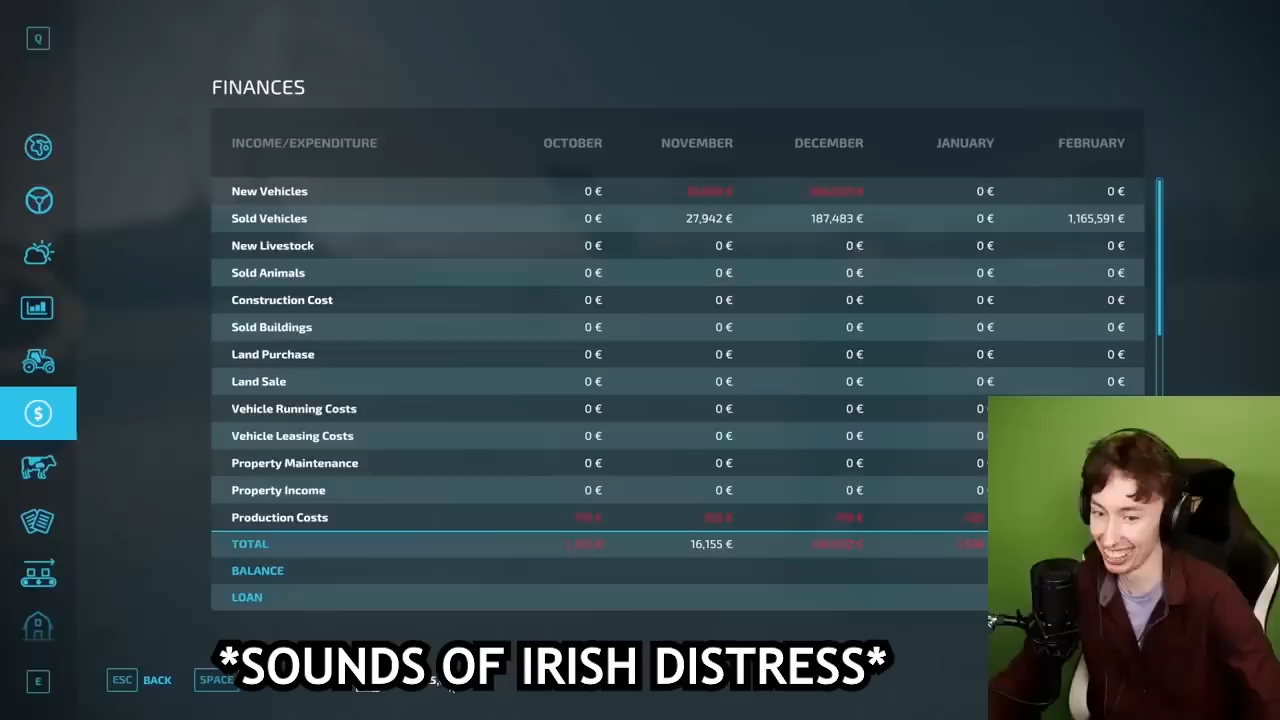 Q
FINANCES
INCOME/EXPENDITURE OCTOBER NOVEMBER DECEMBER JANUARY FEBRUARY
New Vehicles 0 € 0 € 0 €
Sold Vehicles 0 € 27,942 € 187,483 € 0 € 1,165,591 €
New Livestock 0 € 0 € 0 € 0 € 0 €
Sold Animals 0 € 0 € 0 € 0 € 0 €
Construction Cost 0 € 0 € 0 € 0 € 0 €
Sold Buildings 0 € 0 € 0 € 0 € 0 €
Land Purchase 0 € 0 € 0 € 0 € 0 €
Land Sale 0 € 0 € 0 € 0 € 0 €
Vehicle Running Costs 0 € 0 € 0 € 0
Vehicle Leasing Costs 0 € 0 € 0 € 0
Property Maintenance 0 € 0 € 0 € 0
Property Income 0 € 0 € 0 € 0
Production Costs
TOTAL 16,155 €
BALANCE
LOAN
E ESC BACK SPACE
*SOUNDS OF IRISH DISTRESS*